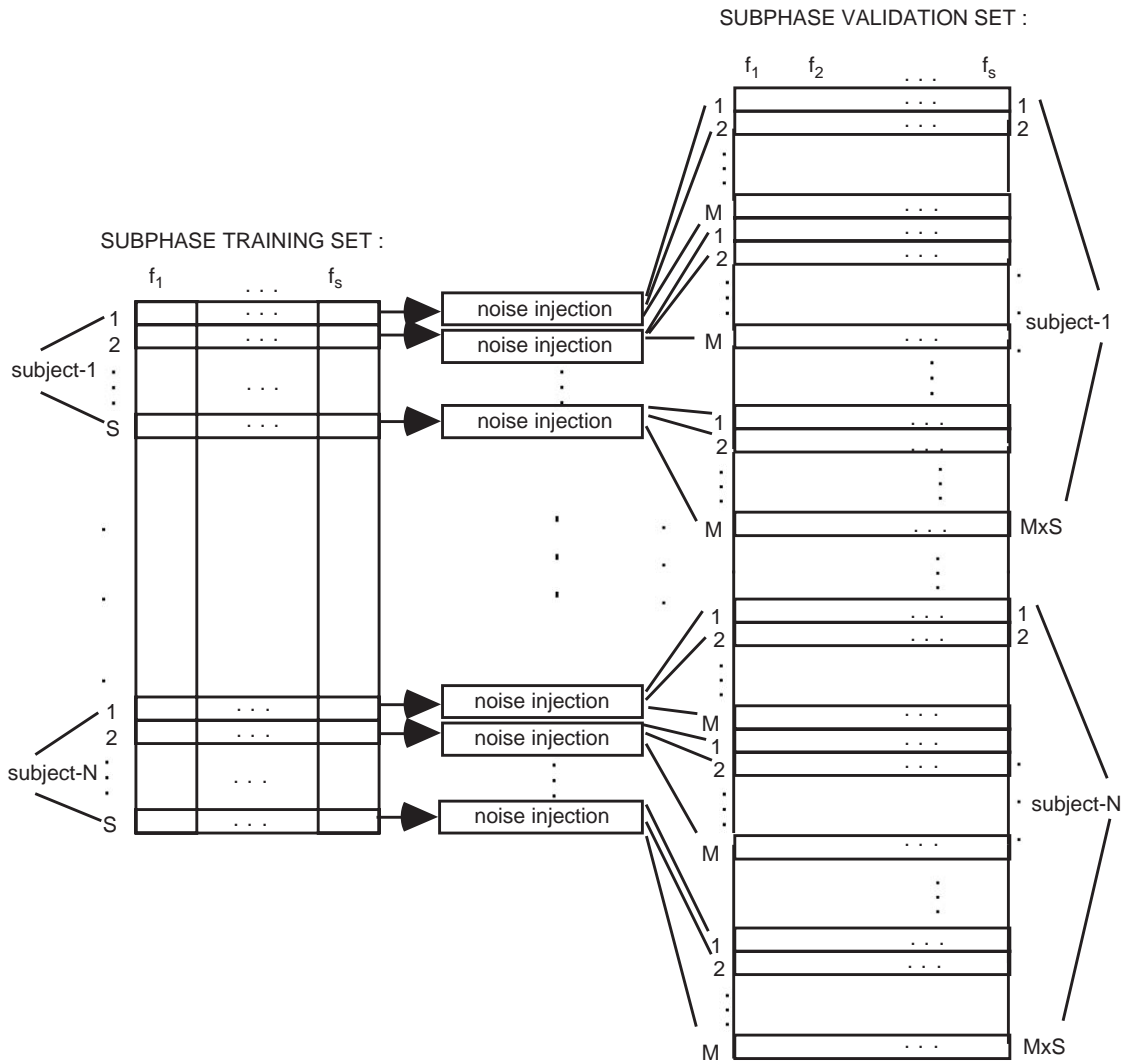 SUBPHASE VALIDATION SET :
f1 f2 . . . fs
1 . . . 1
2 . . . 2
M . . .
1 . . .
2 . . .
subject-1
M . . .
1 . . .
2 . . .
M . . . MxS
1 . . . 1
2 . . . 2
M . . .
1 . . .
2 . . .
subject-N
M . . .
1 . . .
2 . . .
M . . . MxS
SUBPHASE TRAINING SET :
f1 . . . fs
1 . . .
2 . . .
subject-1
. . .
S . . .
1 . . .
2 . . .
subject-N
. . .
S . . .
noise injection
noise injection
noise injection
noise injection
noise injection
noise injection